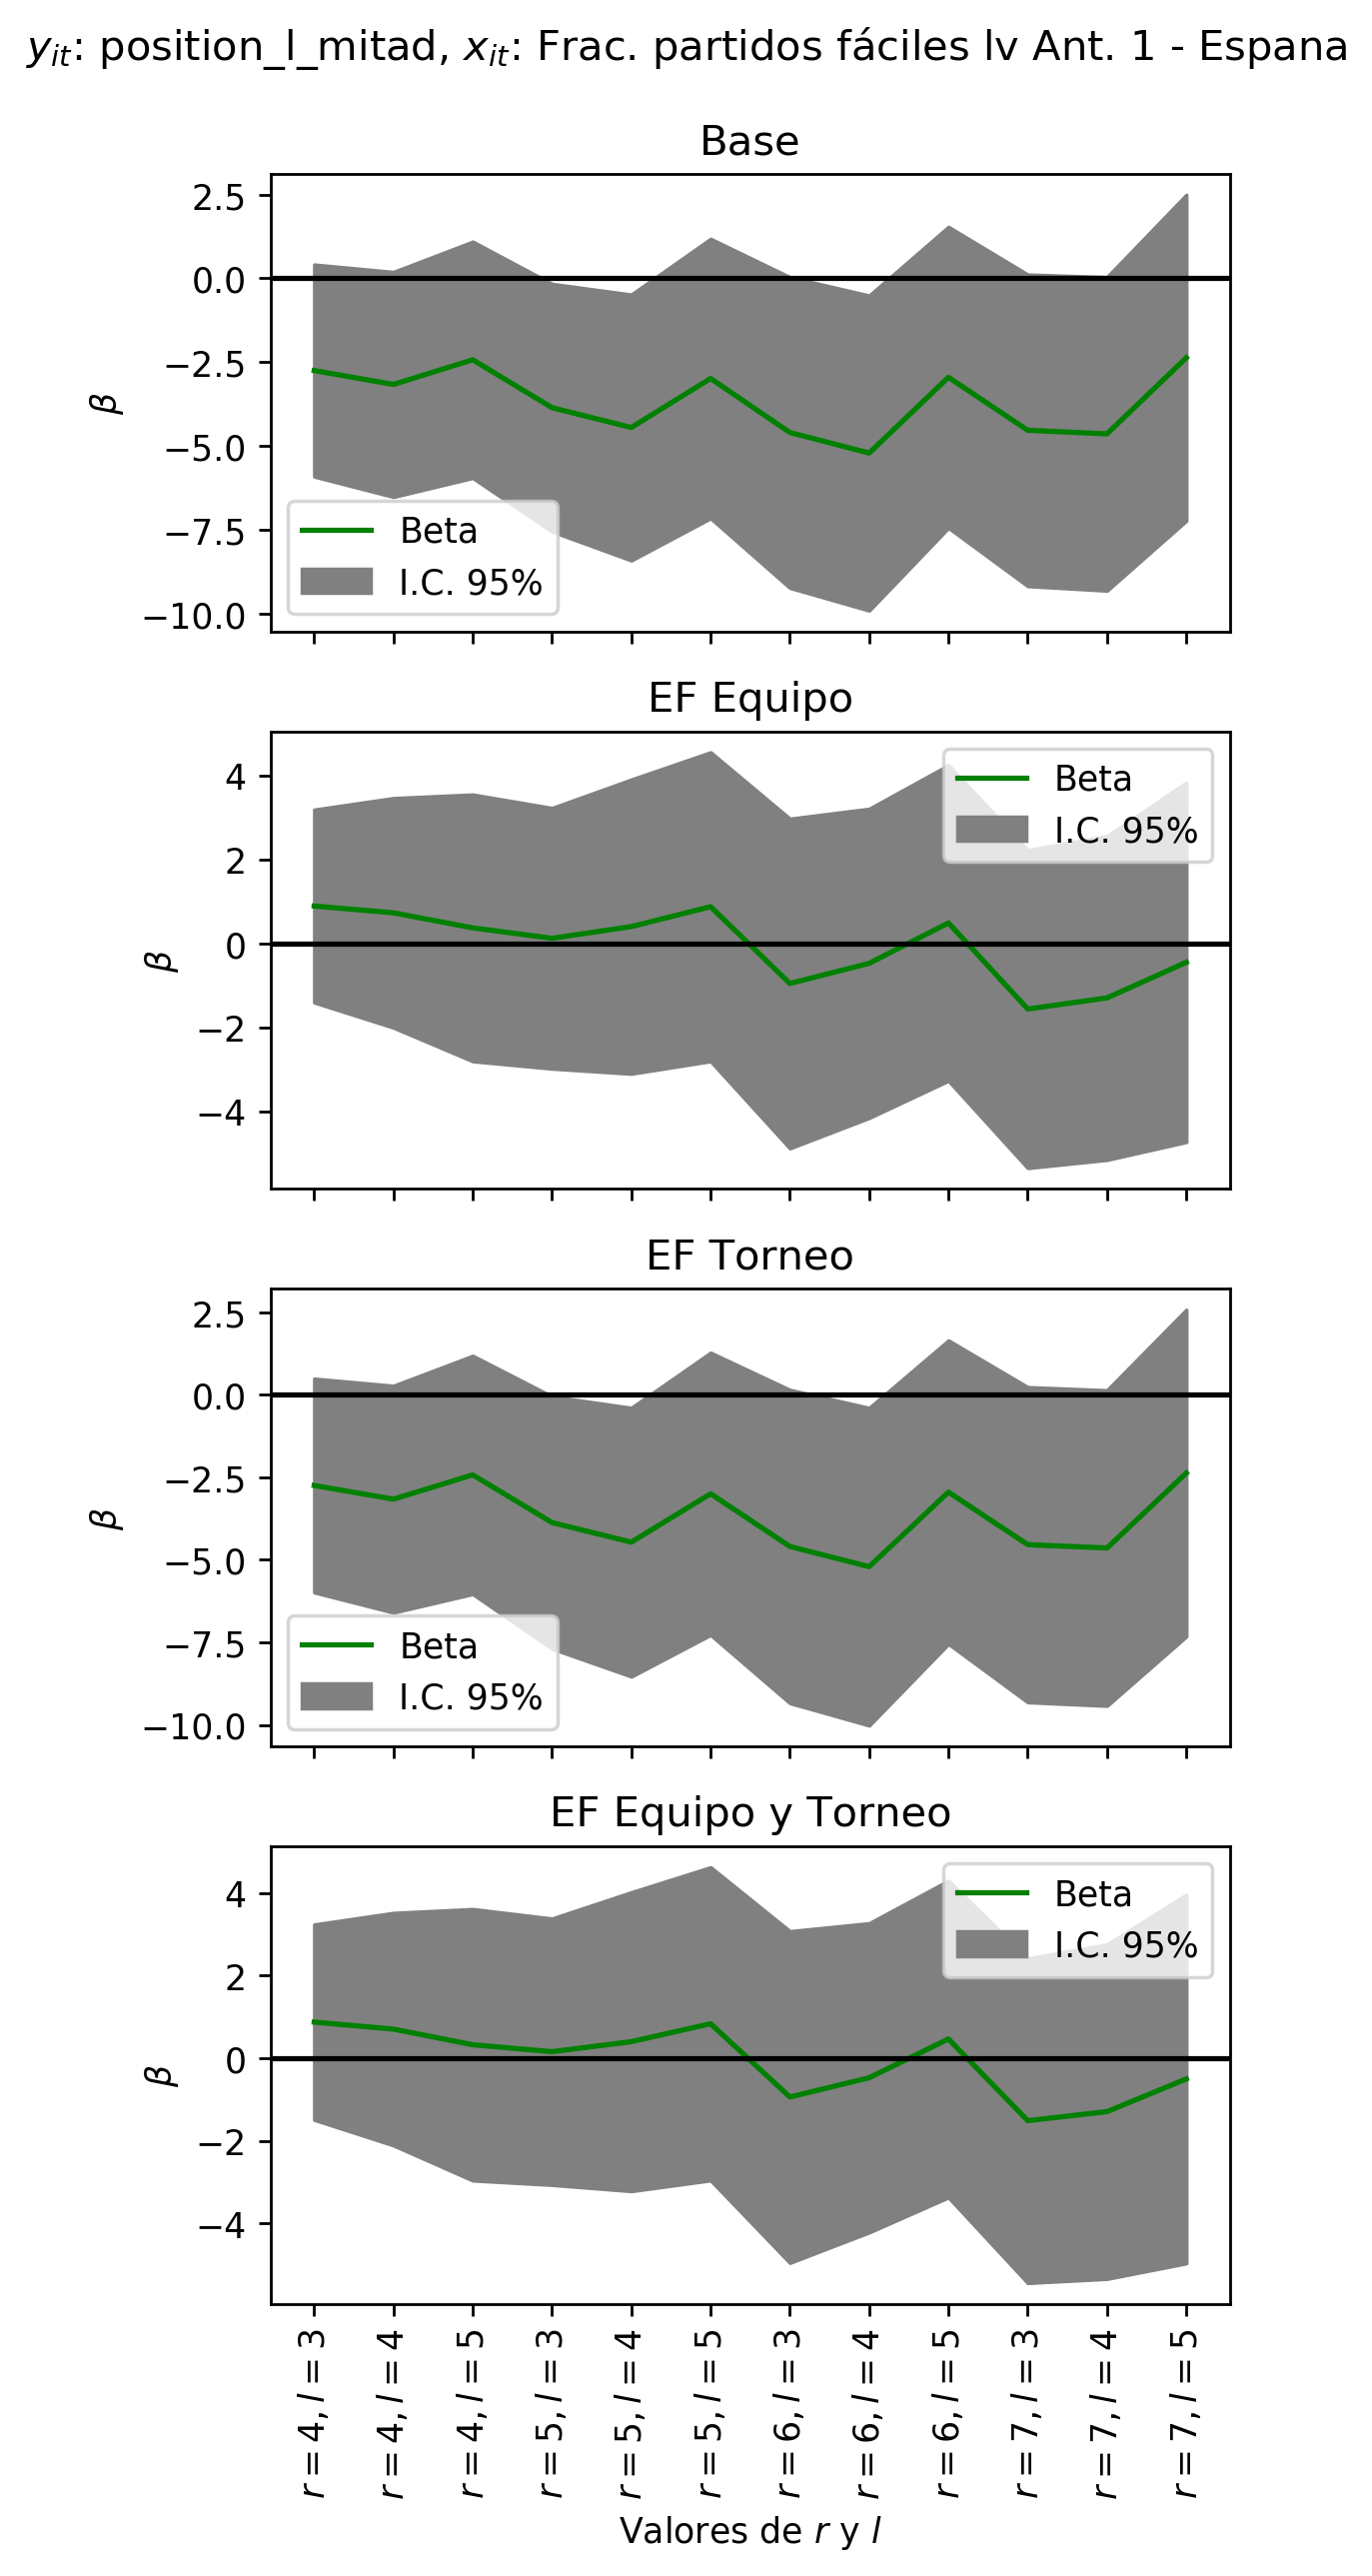 y_it: position_l_mitad, x_it: Frac. partidos fáciles lv Ant. 1 - Espana
Base
2.5
0.0
−2.5
−5.0
−7.5
−10.0
β
Beta
I.C. 95%
EF Equipo
4
2
0
−2
−4
β
Beta
I.C. 95%
EF Torneo
2.5
0.0
−2.5
−5.0
−7.5
−10.0
β
Beta
I.C. 95%
EF Equipo y Torneo
4
2
0
−2
−4
β
Beta
I.C. 95%
r = 4, l = 3
r = 4, l = 4
r = 4, l = 5
r = 5, l = 3
r = 5, l = 4
r = 5, l = 5
r = 6, l = 3
r = 6, l = 4
r = 6, l = 5
r = 7, l = 3
r = 7, l = 4
r = 7, l = 5
Valores de r y l